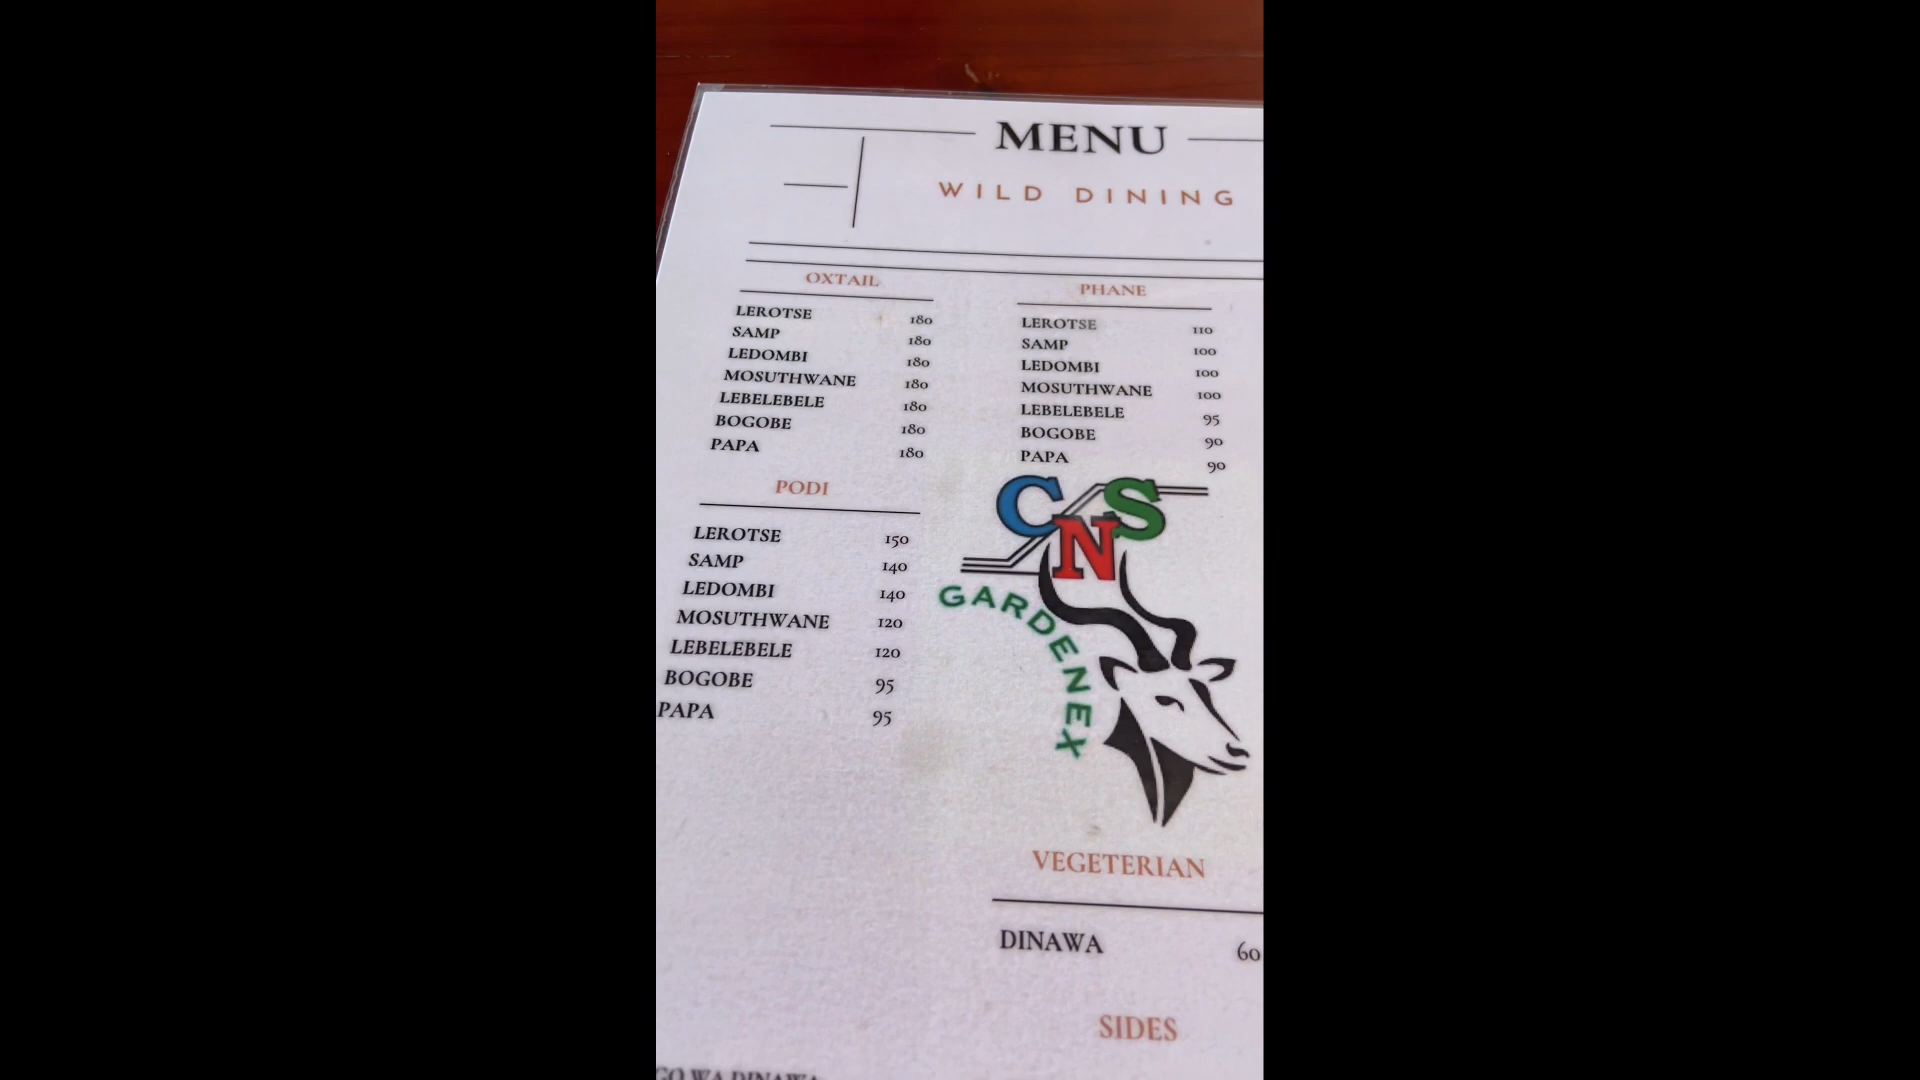 MENU
WILD DINING
OXTAIL
LEROTSE 180
SAMP 180
LEDOMBI 180
MOSUTHWANE 180
LEBELEBELE 180
BOGOBE 180
PAPA 180
PHANE
LEROTSE 110
SAMP 100
LEDOMBI 100
MOSUTHWANE 100
LEBELEBELE 95
BOGOBE 90
PAPA 90
PODI
LEROTSE 150
SAMP 140
LEDOMBI 140
MOSUTHWANE 120
LEBELEBELE 120
BOGOBE 95
PAPA 95
CNS
GARDENEX
VEGETERIAN
DINAWA 60
SIDES
WA DINAWA